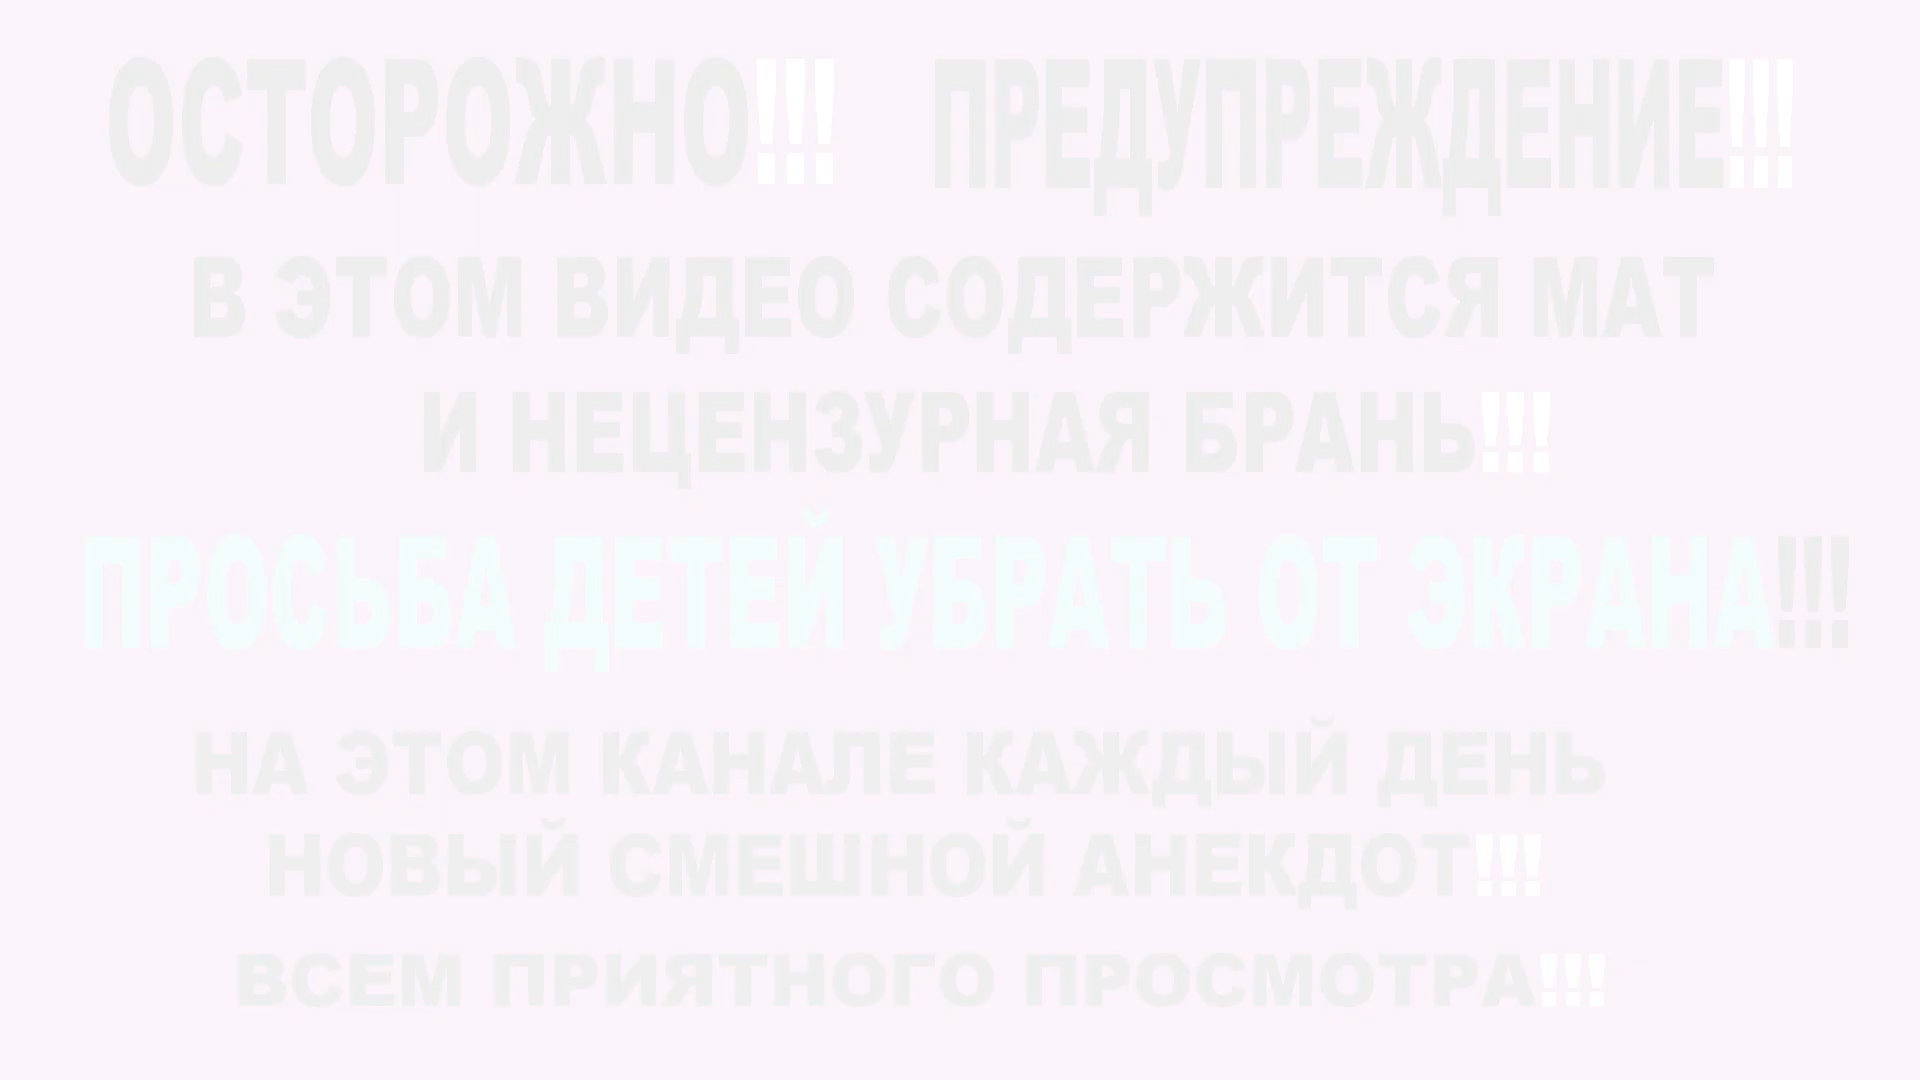 ОСТОРОЖНО!!! ПРЕДУПРЕЖДЕНИЕ!!!
В ЭТОМ ВИДЕО СОДЕРЖИТСЯ МАТ
И НЕЦЕНЗУРНАЯ БРАНЬ!!!
ПРОСЬБА ДЕТЕЙ УБРАТЬ ОТ ЭКРАНА!!!
НА ЭТОМ КАНАЛЕ КАЖДЫЙ ДЕНЬ
НОВЫЙ СМЕШНОЙ АНЕКДОТ!!!
ВСЕМ ПРИЯТНОГО ПРОСМОТРА!!!